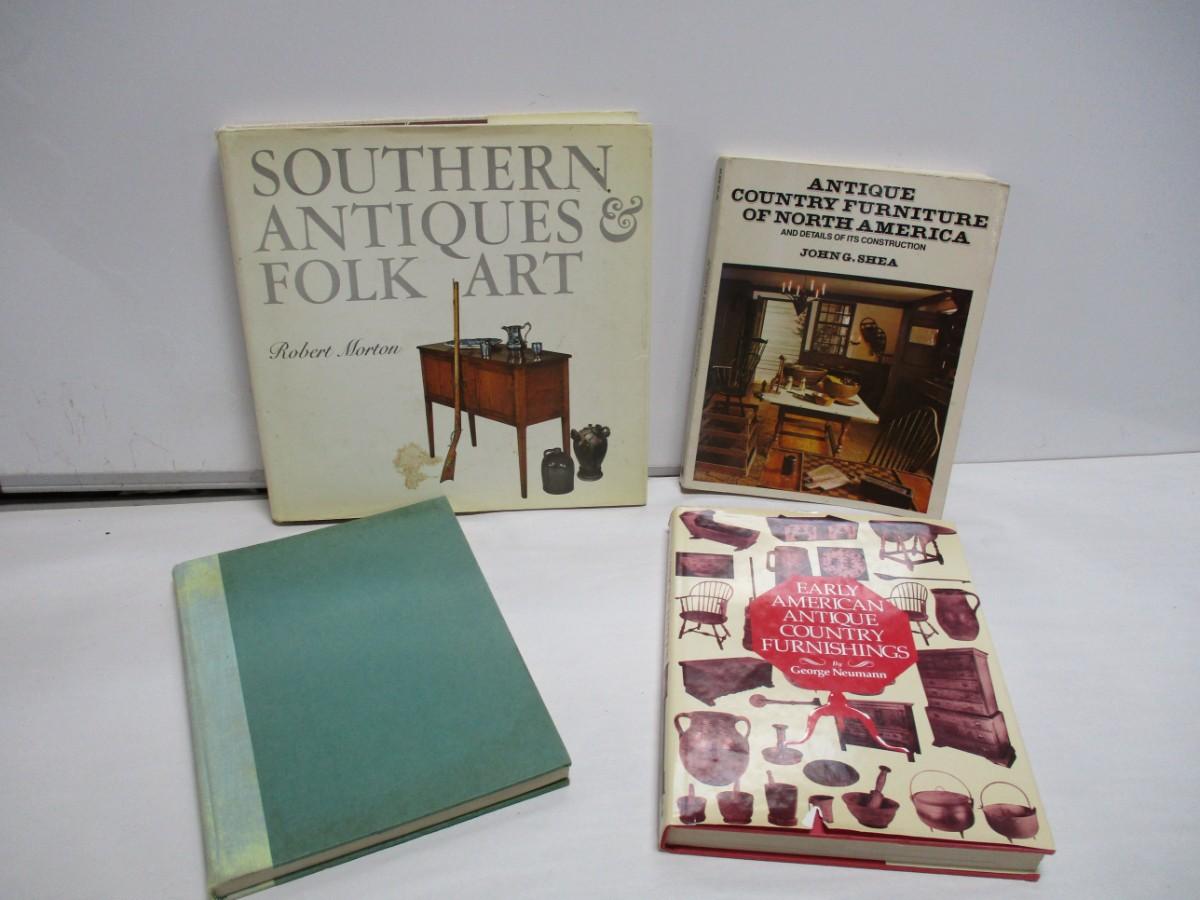 SOUTHERN
ANTIQUES &
FOLK ART
Robert Morton
ANTIQUE
COUNTRY FURNITURE
OF NORTH AMERICA
AND DETAILS OF ITS CONSTRUCTION
JOHN G. SHEA
EARLY
AMERICAN
ANTIQUE
COUNTRY
FURNISHINGS
By
George Neumann